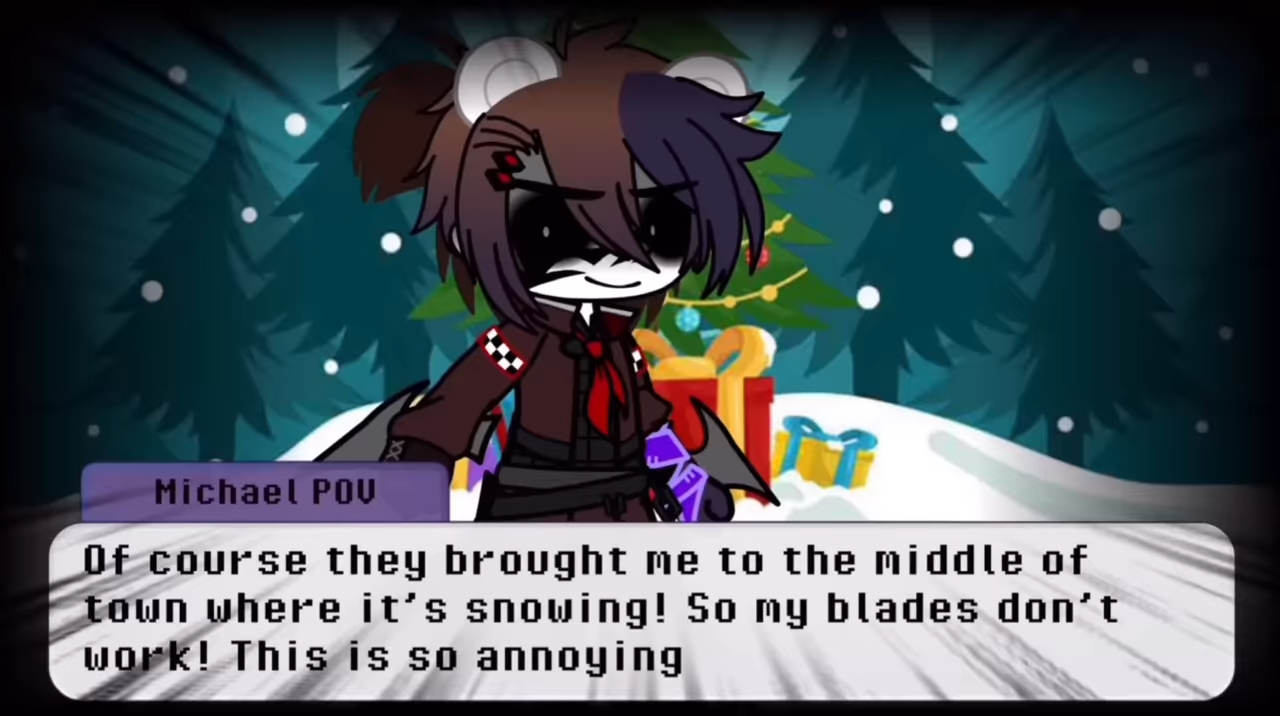 Michael POV
Of course they brought me to the middle of
town where it's snowing! So my blades don't
work! This is so annoying